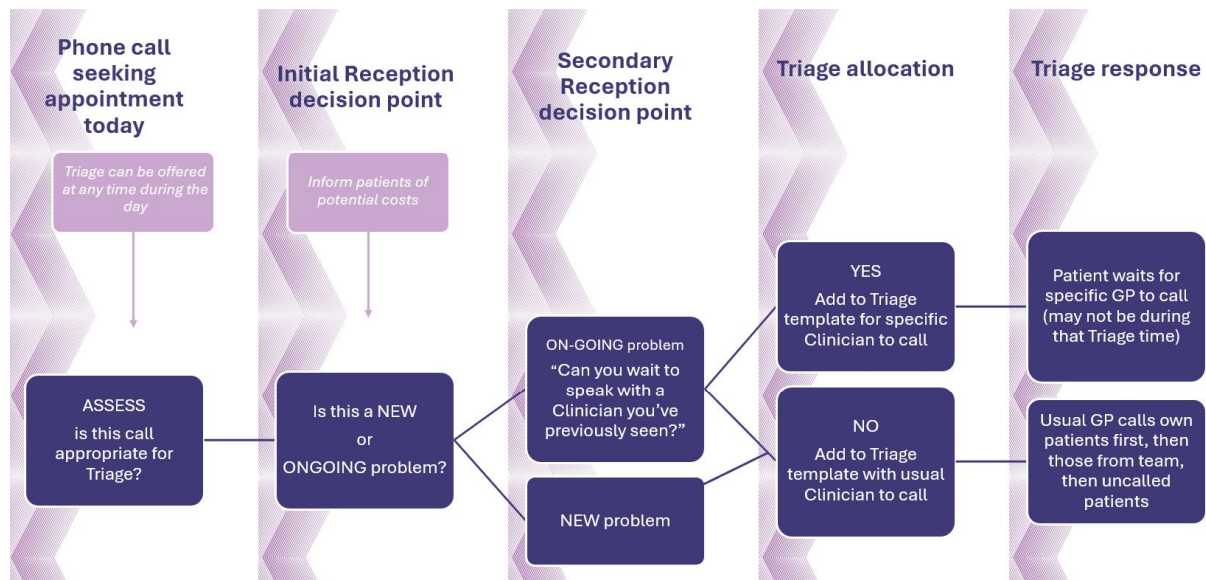 Phone call
seeking
appointment
today
Triage can be offered
at any time during the
day
ASSESS
is this call
appropriate for
Triage?
Initial Reception
decision point
Inform patients of
potential costs
Is this a NEW
or
ONGOING problem?
Secondary
Reception
decision point
ON-GOING problem
“Can you wait to
speak with a
Clinician you’ve
previously seen?”
NEW problem
Triage allocation
YES
Add to Triage
template for specific
Clinician to call
NO
Add to Triage
template with usual
Clinician to call
Triage response
Patient waits for
specific GP to call
(may not be during
that Triage time)
Usual GP calls own
patients first, then
those from team,
then uncalled
patients